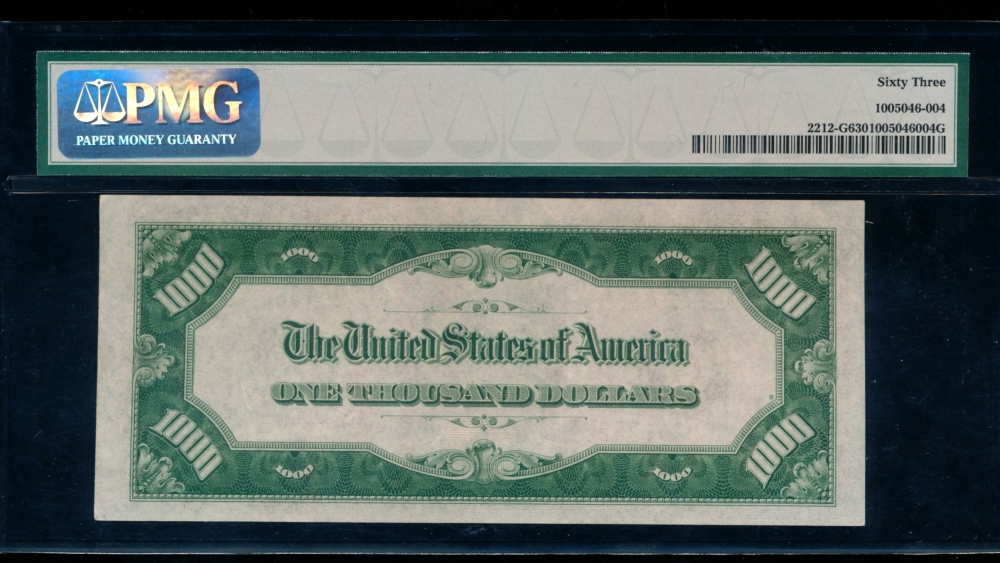 PMG
PAPER MONEY GUARANTY
Sixty Three
1005046-004
2212-G6301005046004G
1000 1000 1000 1000
The United States of America
ONE THOUSAND DOLLARS
1000 1000 1000 1000